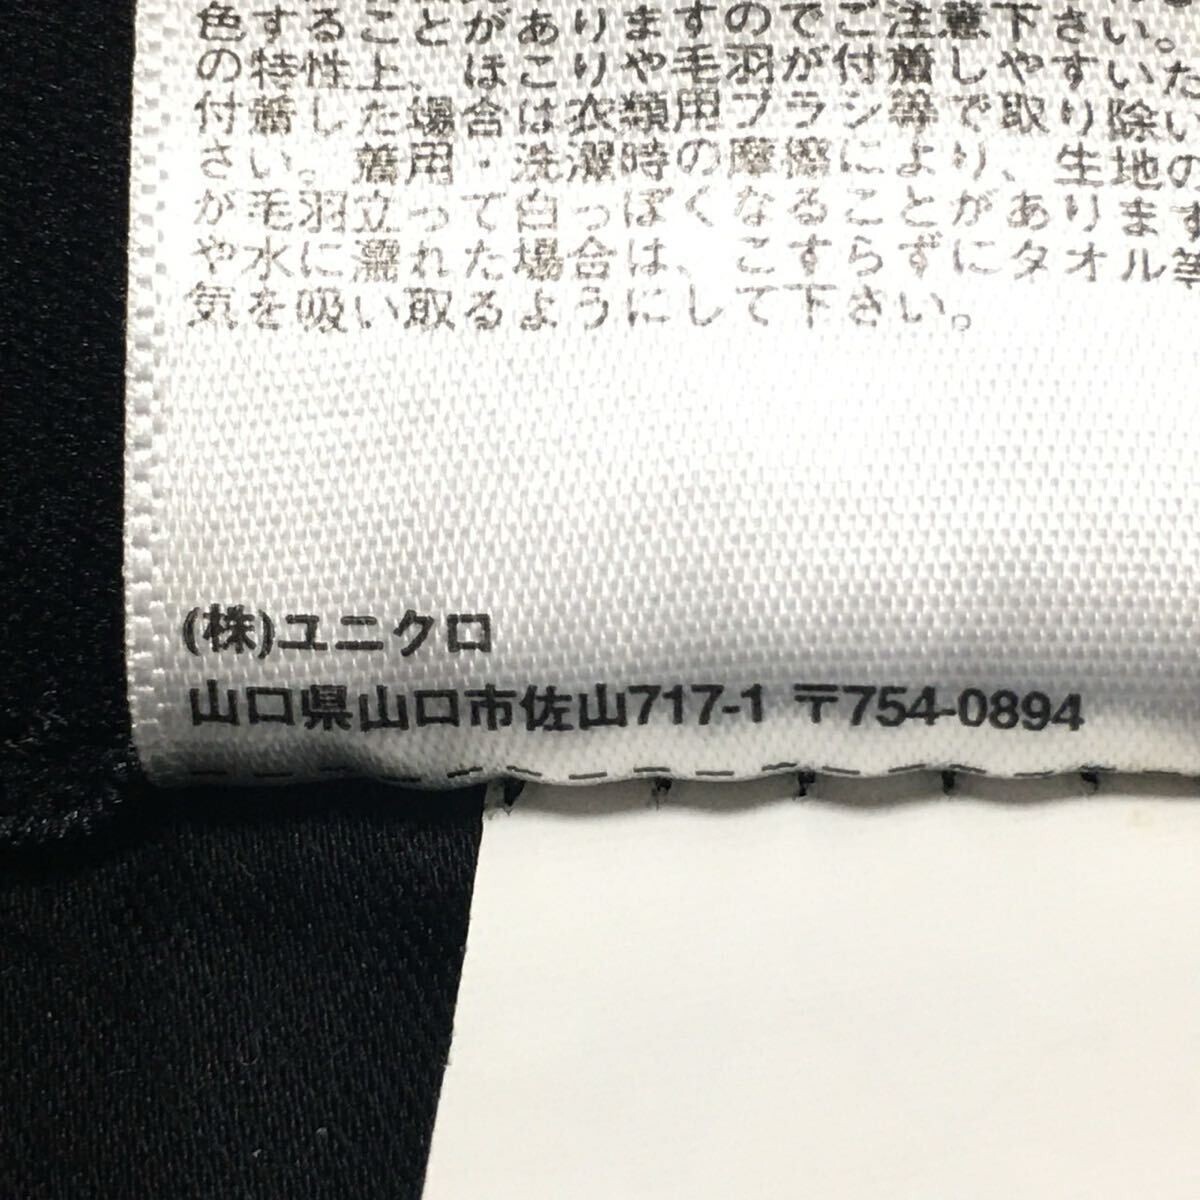 色することがありますのでご注意下さい。
の特性上、ほこりや毛羽が付着しやすいた
付着した場合は衣類用ブラシ等で取り除い
さい。着用・洗濯時の摩擦により、生地の
が毛羽立って白っぽくなることがあります
や水に濡れた場合は、こすらずにタオル等
気を吸い取るようにして下さい。
(株)ユニクロ
山口県山口市佐山717-1 〒754-0894